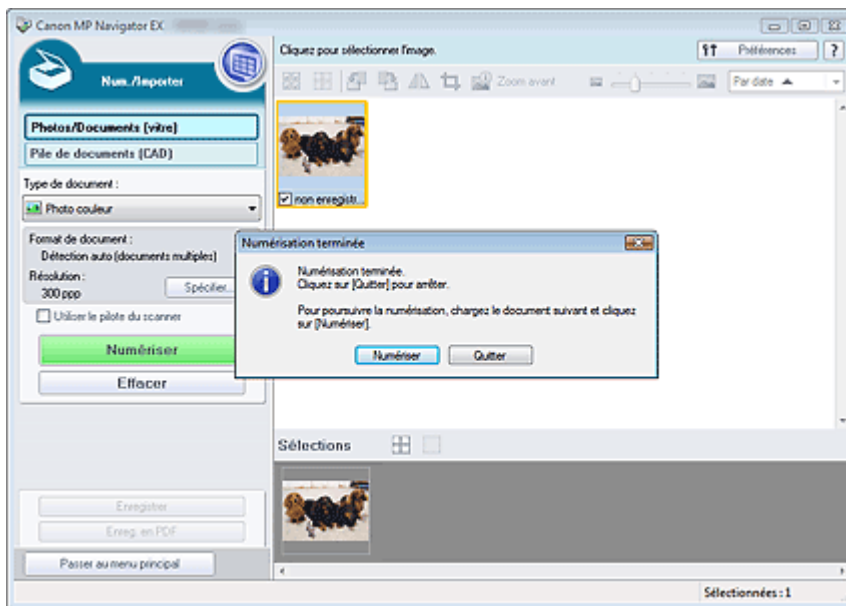 Canon MP Navigator EX
Num./Importer
Photos/Documents (vitre)
Pile de documents (CAD)
Type de document :
Photo couleur
Format de document :
Détection auto (documents multiples)
Résolution :
300 ppp
Spécifier...
Utiliser le pilote du scanner
Numériser
Effacer
Enregistrer
Enreg. en PDF
Passer au menu principal
Cliquez pour sélectionner l'image.
Préférences
?
Zoom avant
Par date
non enregistr...
Numérisation terminée
Numérisation terminée.
Cliquez sur [Quitter] pour arrêter.
Pour poursuivre la numérisation, chargez le document suivant et cliquez
sur [Numériser].
Numériser
Quitter
Sélections
Sélectionnées : 1